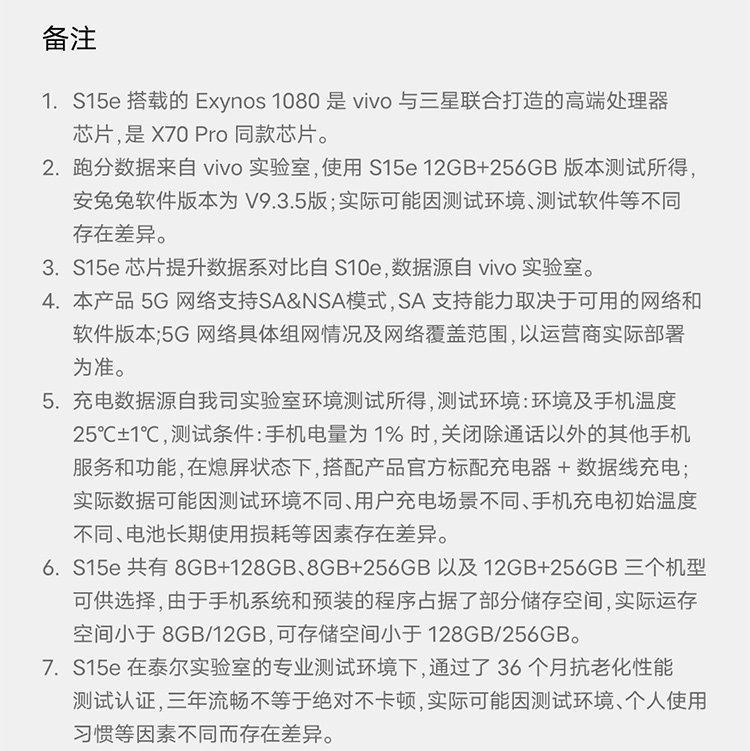 备注
1. S15e 搭载的 Exynos 1080 是 vivo 与三星联合打造的高端处理器
芯片,是 X70 Pro 同款芯片。
2. 跑分数据来自 vivo 实验室,使用 S15e 12GB+256GB 版本测试所得,
安兔兔软件版本为 V9.3.5版;实际可能因测试环境、测试软件等不同
存在差异。
3. S15e 芯片提升数据系对比自 S10e,数据源自 vivo 实验室。
4. 本产品 5G 网络支持SA&NSA模式,SA 支持能力取决于可用的网络和
软件版本;5G 网络具体组网情况及网络覆盖范围,以运营商实际部署
为准。
5. 充电数据源自我司实验室环境测试所得,测试环境:环境及手机温度
25℃±1℃,测试条件:手机电量为 1% 时,关闭除通话以外的其他手机
服务和功能,在熄屏状态下,搭配产品官方标配充电器 + 数据线充电;
实际数据可能因测试环境不同、用户充电场景不同、手机充电初始温度
不同、电池长期使用损耗等因素存在差异。
6. S15e 共有 8GB+128GB、8GB+256GB 以及 12GB+256GB 三个机型
可供选择,由于手机系统和预装的程序占据了部分储存空间,实际运存
空间小于 8GB/12GB,可存储空间小于 128GB/256GB。
7. S15e 在泰尔实验室的专业测试环境下,通过了 36 个月抗老化性能
测试认证,三年流畅不等于绝对不卡顿,实际可能因测试环境、个人使用
习惯等因素不同而存在差异。